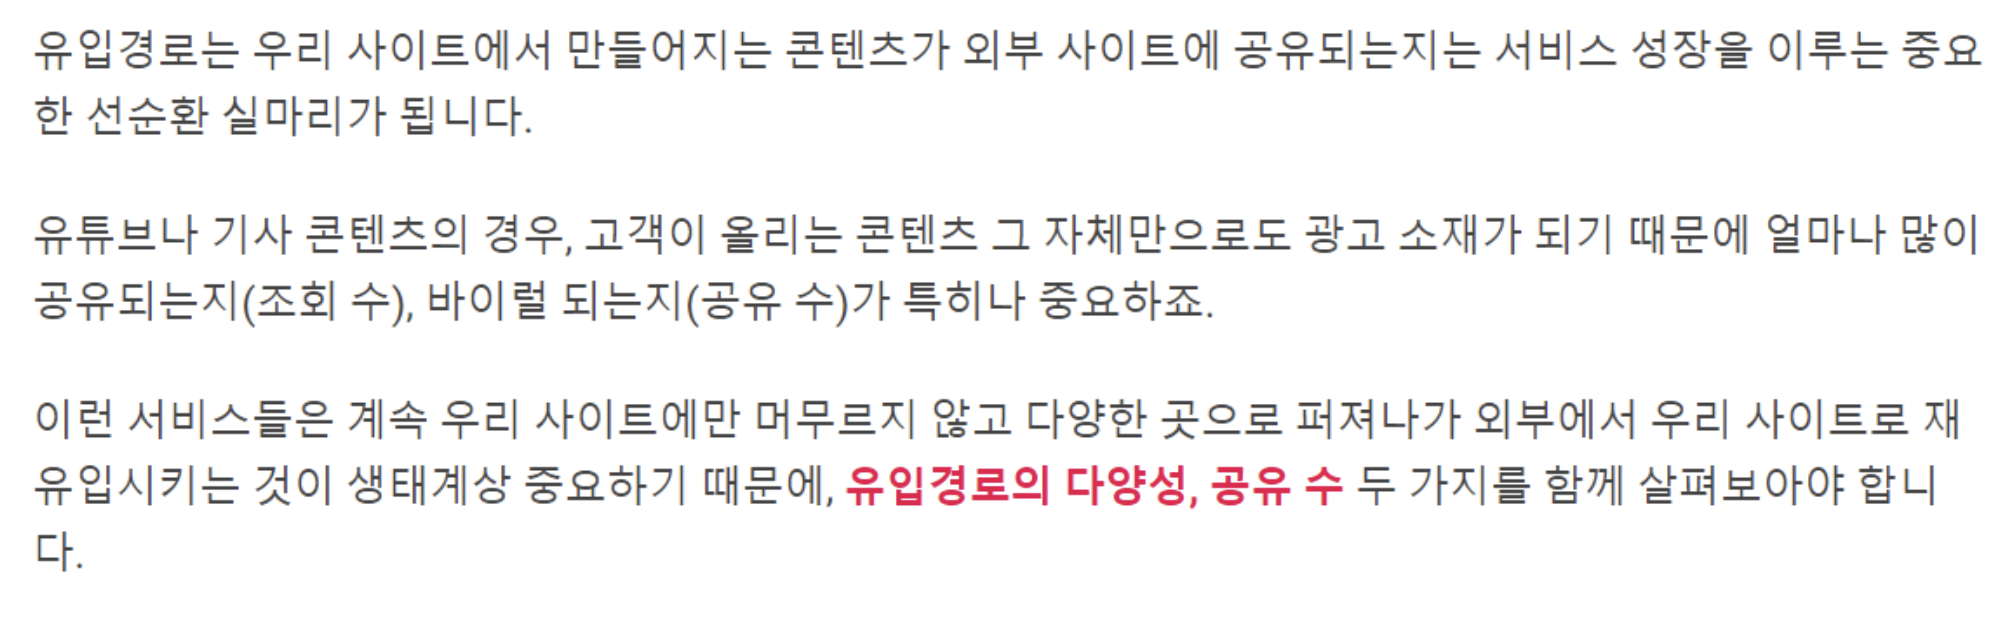 유입경로는 우리 사이트에서 만들어지는 콘텐츠가 외부 사이트에 공유되는지는 서비스 성장을 이루는 중요
한 선순환 실마리가 됩니다.
유튜브나 기사 콘텐츠의 경우, 고객이 올리는 콘텐츠 그 자체만으로도 광고 소재가 되기 때문에 얼마나 많이
공유되는지(조회 수), 바이럴 되는지(공유 수)가 특히나 중요하죠.
이런 서비스들은 계속 우리 사이트에만 머무르지 않고 다양한 곳으로 퍼져나가 외부에서 우리 사이트로 재
유입시키는 것이 생태계상 중요하기 때문에, 유입경로의 다양성, 공유 수 두 가지를 함께 살펴보아야 합니
다.